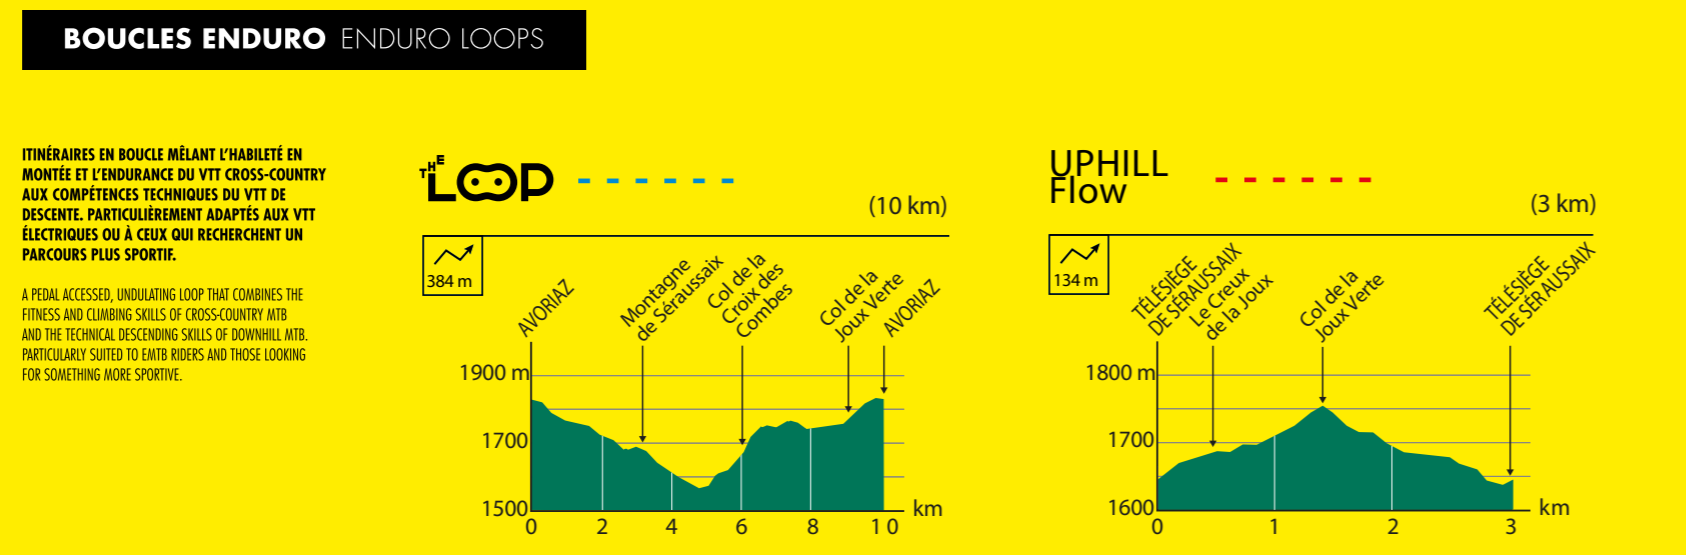 BOUCLES ENDURO ENDURO LOOPS
ITINÉRAIRES EN BOUCLE MÊLANT L'HABILETÉ EN
MONTÉE ET L'ENDURANCE DU VTT CROSS-COUNTRY
AUX COMPÉTENCES TECHNIQUES DU VTT DE
DESCENTE. PARTICULIÈREMENT ADAPTÉS AUX VTT
ÉLECTRIQUES OU À CEUX QUI RECHERCHENT UN
PARCOURS PLUS SPORTIF.
A PEDAL ACCESSED, UNDULATING LOOP THAT COMBINES THE
FITNESS AND CLIMBING SKILLS OF CROSS-COUNTRY MTB
AND THE TECHNICAL DESCENDING SKILLS OF DOWNHILL MTB.
PARTICULARLY SUITED TO EMTB RIDERS AND THOSE LOOKING
FOR SOMETHING MORE SPORTIVE.
THE
LOOP
(10 km)
384 m
AVORIAZ
Montagne
de Séraussaix
Col de la
Croix des
Combes
Col de la
Joux Verte
AVORIAZ
1900 m
1700
1500
0 2 4 6 8 10 km
UPHILL
Flow
(3 km)
134 m
TÉLÉSIÈGE
DE SÉRAUSSAIX
Le Creux
de la Joux
Col de la
Joux Verte
TÉLÉSIÈGE
DE SÉRAUSSAIX
1800 m
1700
1600
0 1 2 3 km